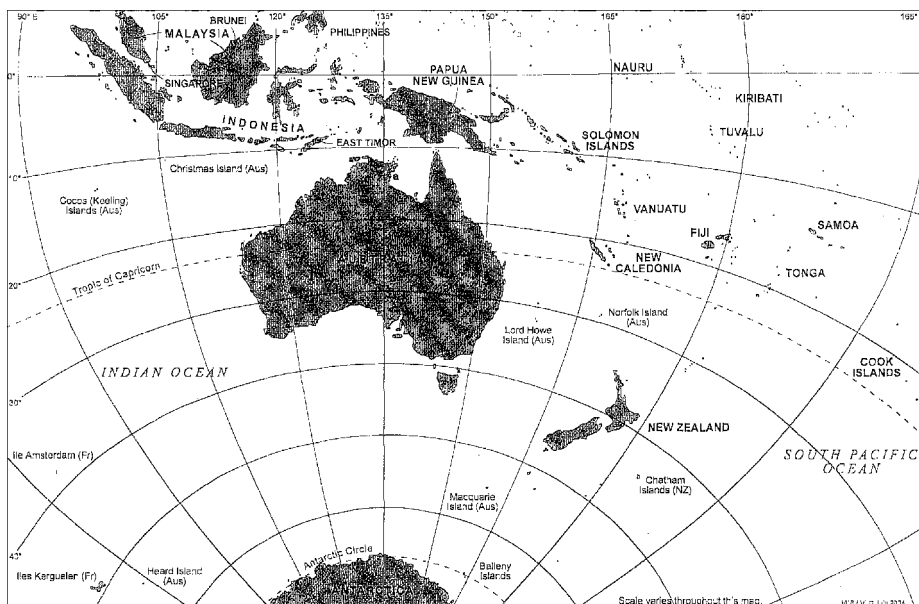 90° E
105°
120°
135°
150°
165°
180°
165°
BRUNEI
MALAYSIA
PHILIPPINES
SINGAPORE
0°
PAPUA
NEW GUINEA
NAURU
KIRIBATI
INDONESIA
EAST TIMOR
SOLOMON
ISLANDS
TUVALU
Christmas Island (Aus)
10°
Cocos (Keeling)
Islands (Aus)
VANUATU
FIJI
SAMOA
NEW
CALEDONIA
TONGA
Tropic of Capricorn
20°
Norfolk Island
(Aus)
Lord Howe
Island (Aus)
COOK
ISLANDS
INDIAN OCEAN
30°
NEW ZEALAND
SOUTH PACIFIC
OCEAN
Ile Amsterdam (Fr)
Chatham
Islands (NZ)
Macquarie
Island (Aus)
40°
Antarctic Circle
Iles Kerguelen (Fr)
Heard Island
(Aus)
Balleny
Islands
ANTARCTICA
Scale varies throughout this map.